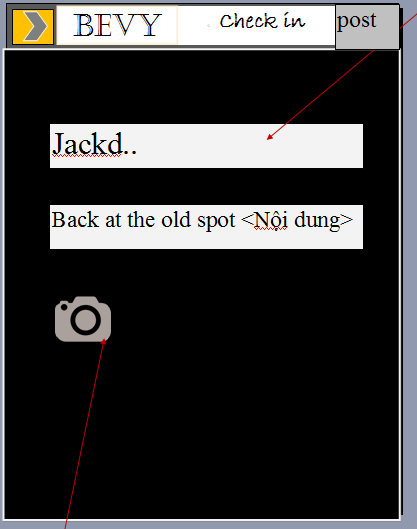 BEVY Check in post
Jackd..
Back at the old spot <Nội dung>